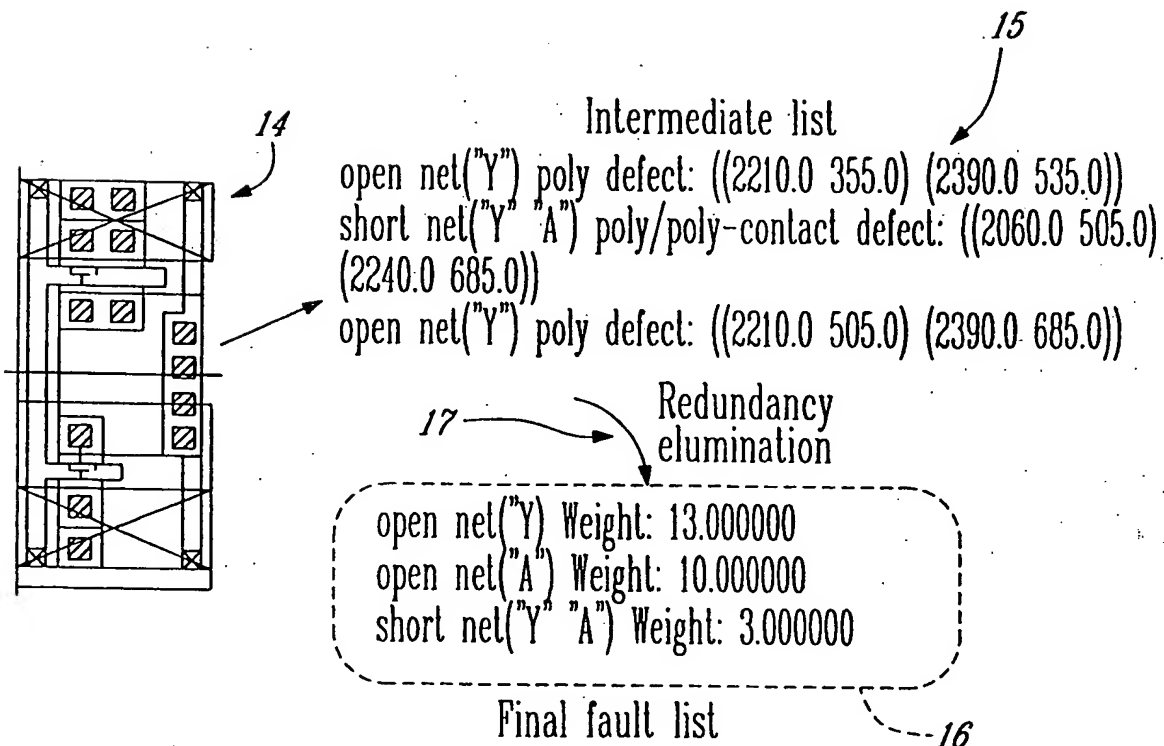 15
14
Intermediate list
open net("Y") poly defect: ((2210.0 355.0) (2390.0 535.0))
short net("Y" "A") poly/poly-contact defect: ((2060.0 505.0)
(2240.0 685.0))
open net("Y") poly defect: ((2210.0 505.0) (2390.0 685.0))
17
Redundancy
elumination
open net("Y) Weight: 13.000000
open net("A") Weight: 10.000000
short net("Y" "A") Weight: 3.000000
Final fault list
16